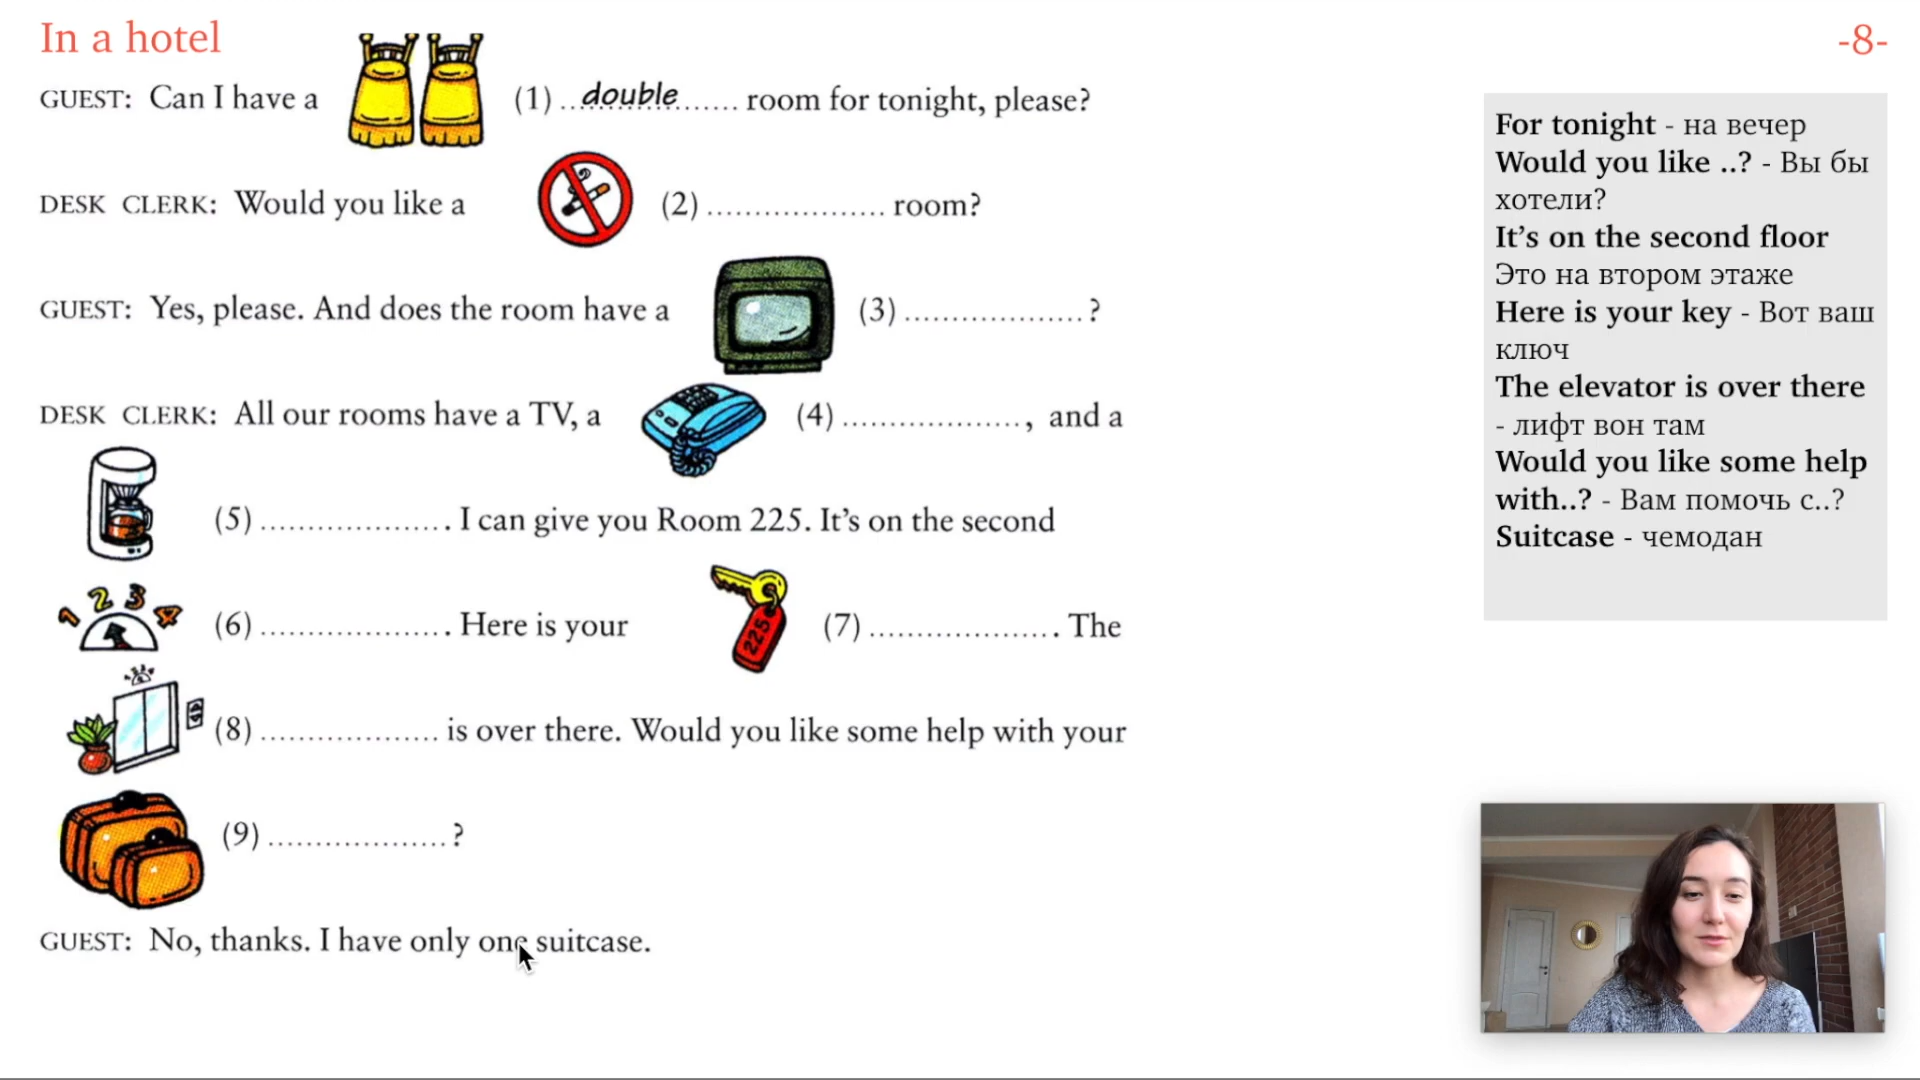 In a hotel
-8-
GUEST: Can I have a (1) ...double....... room for tonight, please?
DESK CLERK: Would you like a (2) ................... room?
GUEST: Yes, please. And does the room have a (3) ................... ?
DESK CLERK: All our rooms have a TV, a (4) ..................., and a
(5) ................... . I can give you Room 225. It's on the second
1 2 3 4 (6) ................... . Here is your 225 (7) ................... . The
(8) ................... is over there. Would you like some help with your
(9) ................... ?
GUEST: No, thanks. I have only one suitcase.
For tonight - на вечер
Would you like ..? - Вы бы
хотели?
It's on the second floor
Это на втором этаже
Here is your key - Вот ваш
ключ
The elevator is over there
- лифт вон там
Would you like some help
with..? - Вам помочь с..?
Suitcase - чемодан